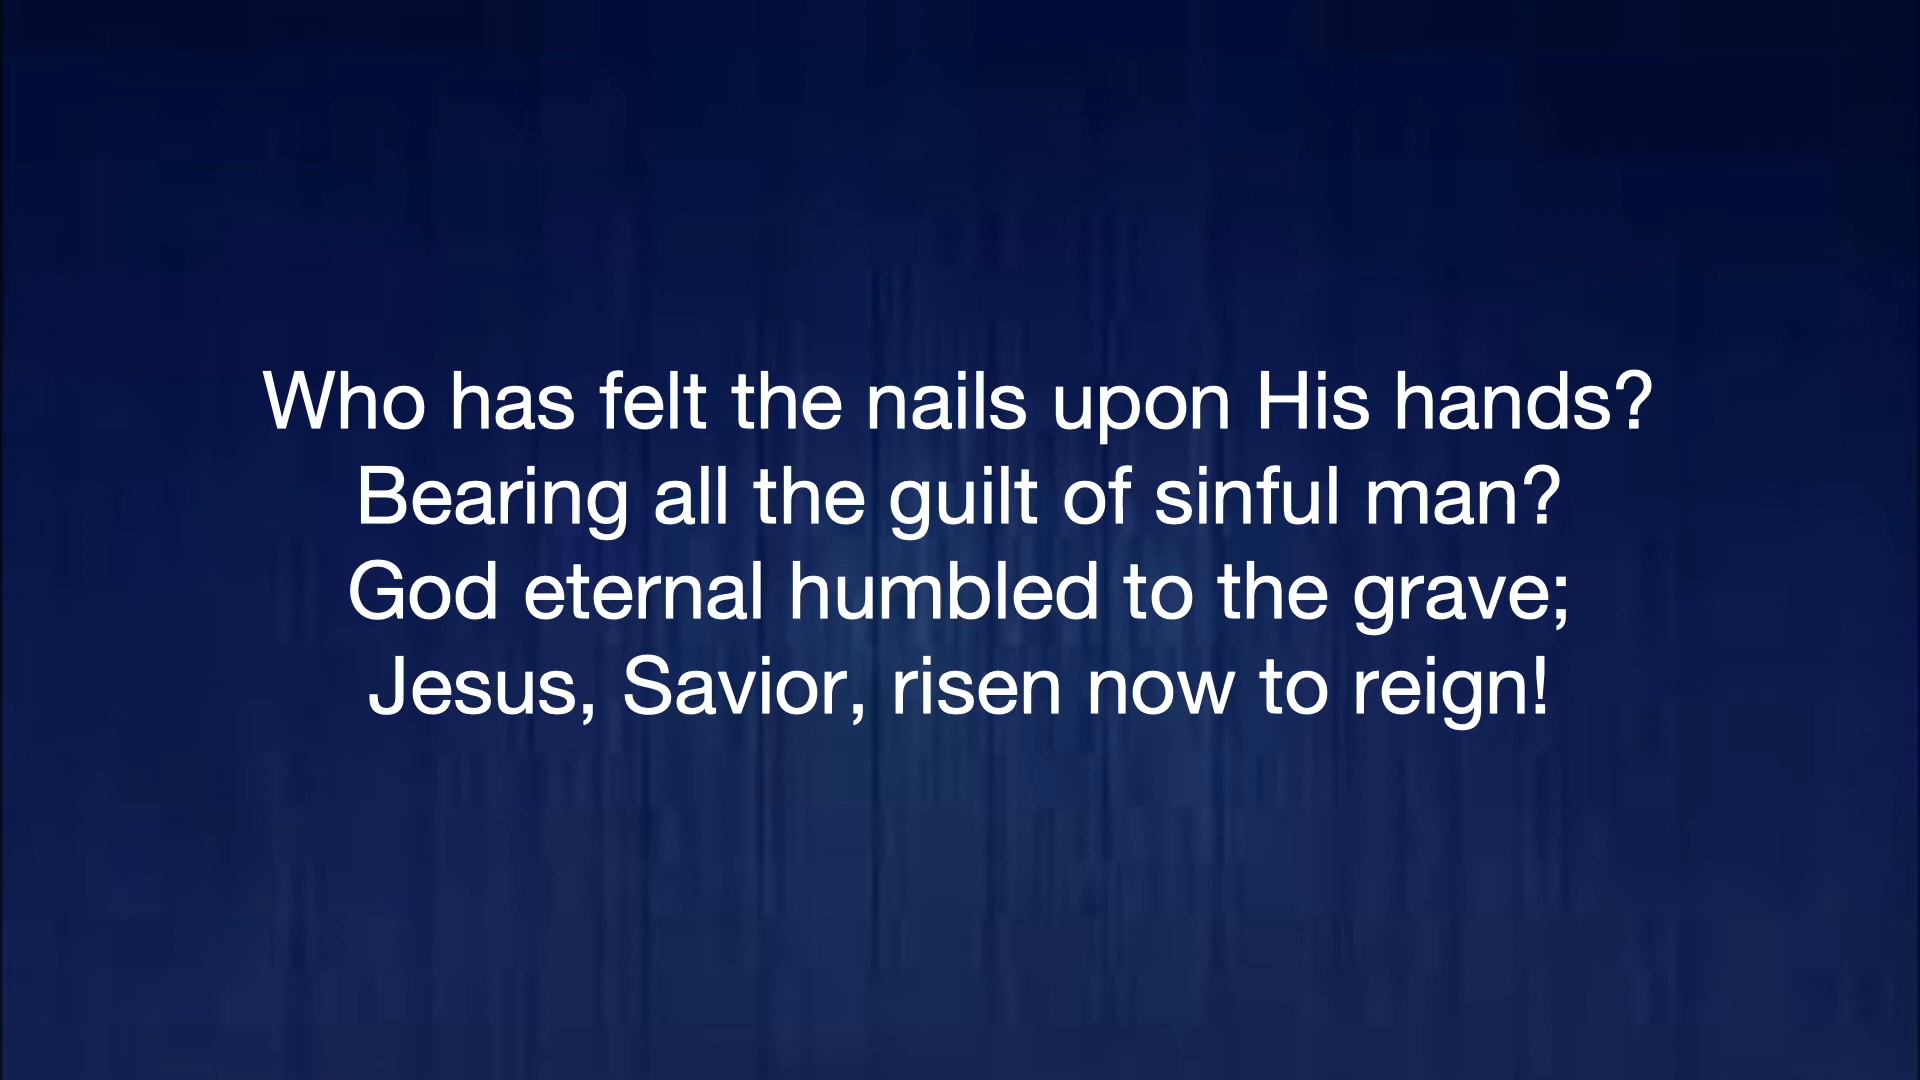 Who has felt the nails upon His hands?
Bearing all the guilt of sinful man?
God eternal humbled to the grave;
Jesus, Savior, risen now to reign!